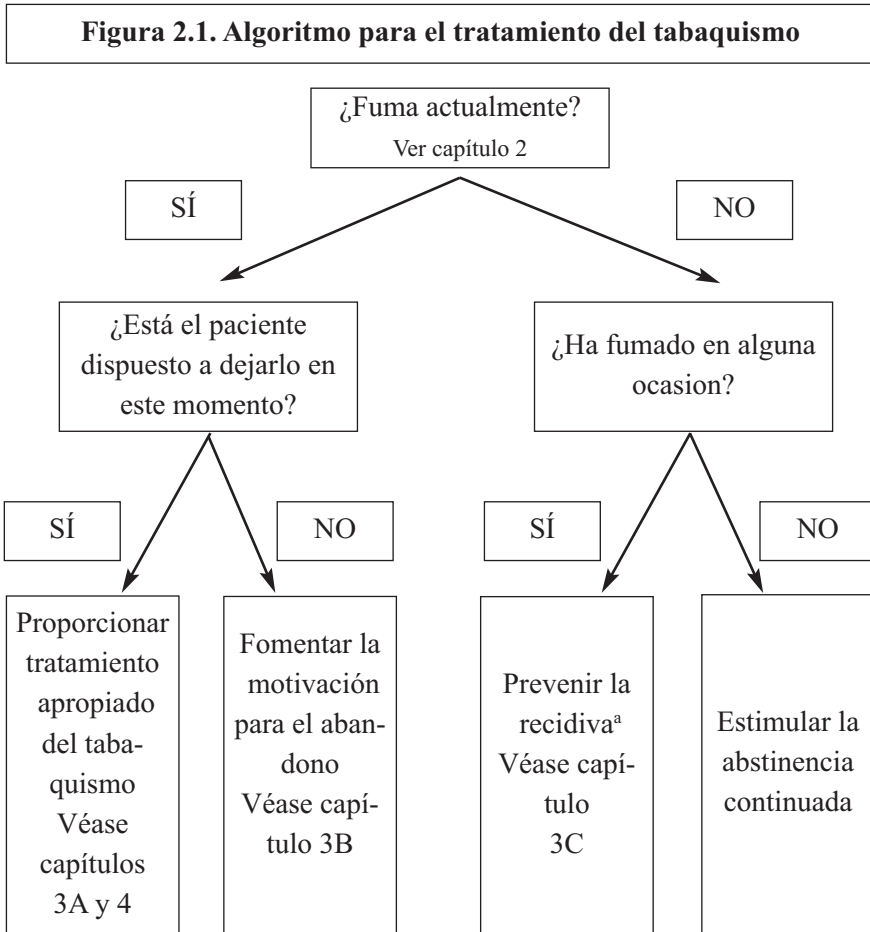 Figura 2.1. Algoritmo para el tratamiento del tabaquismo
¿Fuma actualmente?
Ver capítulo 2
SÍ
NO
¿Está el paciente
dispuesto a dejarlo en
este momento?
¿Ha fumado en alguna
ocasion?
SÍ
NO
SÍ
NO
Proporcionar
tratamiento
apropiado
del taba-
quismo
Véase
capítulos
3A y 4
Fomentar la
motivación
para el aban-
dono
Véase capí-
tulo 3B
Prevenir la
recidivaª
Véase capí-
tulo
3C
Estimular la
abstinencia
continuada